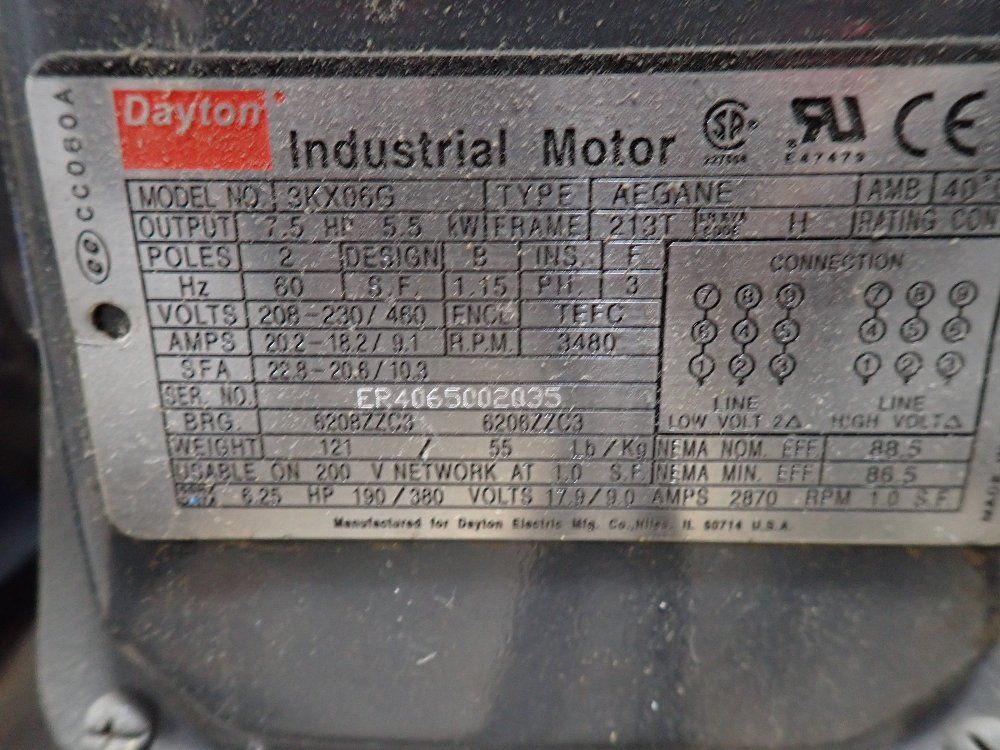 Dayton
Industrial Motor
E47479
CE
CC0860A
MODEL NO. 3KX06G TYPE AEGANE AMB 40°
OUTPUT 7.5 HP 5.5 kW FRAME 213T CODE H RATING CON
POLES 2 DESIGN B INS. F
CONNECTION
Hz 60 S.F. 1.15 PH. 3
VOLTS 208-230/460 ENCL TEFC
AMPS 20.2-18.2/9.1 R.P.M. 3480
SFA 22.8-20.6/10.3
7 8 9 7 8 9
6 4 5 4 5 6
1 2 3 1 2 3
LINE LINE
LOW VOLT 2△ HIGH VOLT△
SER. NO. ER4065002035
BRG. 6208ZZC3 6206ZZC3
WEIGHT 121 / 55 Lb/Kg NEMA NOM. EFF 88.5
USABLE ON 200 V NETWORK AT 1.0 S.F. NEMA MIN. EFF 86.5
6.25 HP 190/380 VOLTS 17.9/9.0 AMPS 2870 RPM 1.0 S.F.
Manufactured for Dayton Electric Mfg. Co.,Niles, Il. 60714 U.S.A.